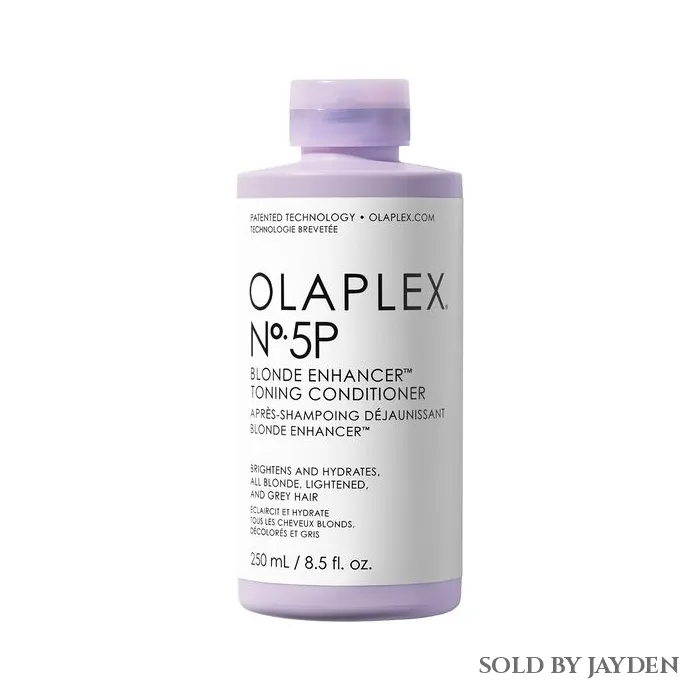 PATENTED TECHNOLOGY • OLAPLEX.COM
TECHNOLOGIE BREVETÉE
OLAPLEX.
Nº.5P
BLONDE ENHANCER™
TONING CONDITIONER
APRÈS-SHAMPOING DÉJAUNISSANT
BLONDE ENHANCER™
BRIGHTENS AND HYDRATES,
ALL BLONDE, LIGHTENED,
AND GREY HAIR
ÉCLAIRCIT ET HYDRATE
TOUS LES CHEVEUX BLONDS,
DÉCOLORÉS ET GRIS
250 mL / 8.5 fl. oz.
SOLD BY JAYDEN